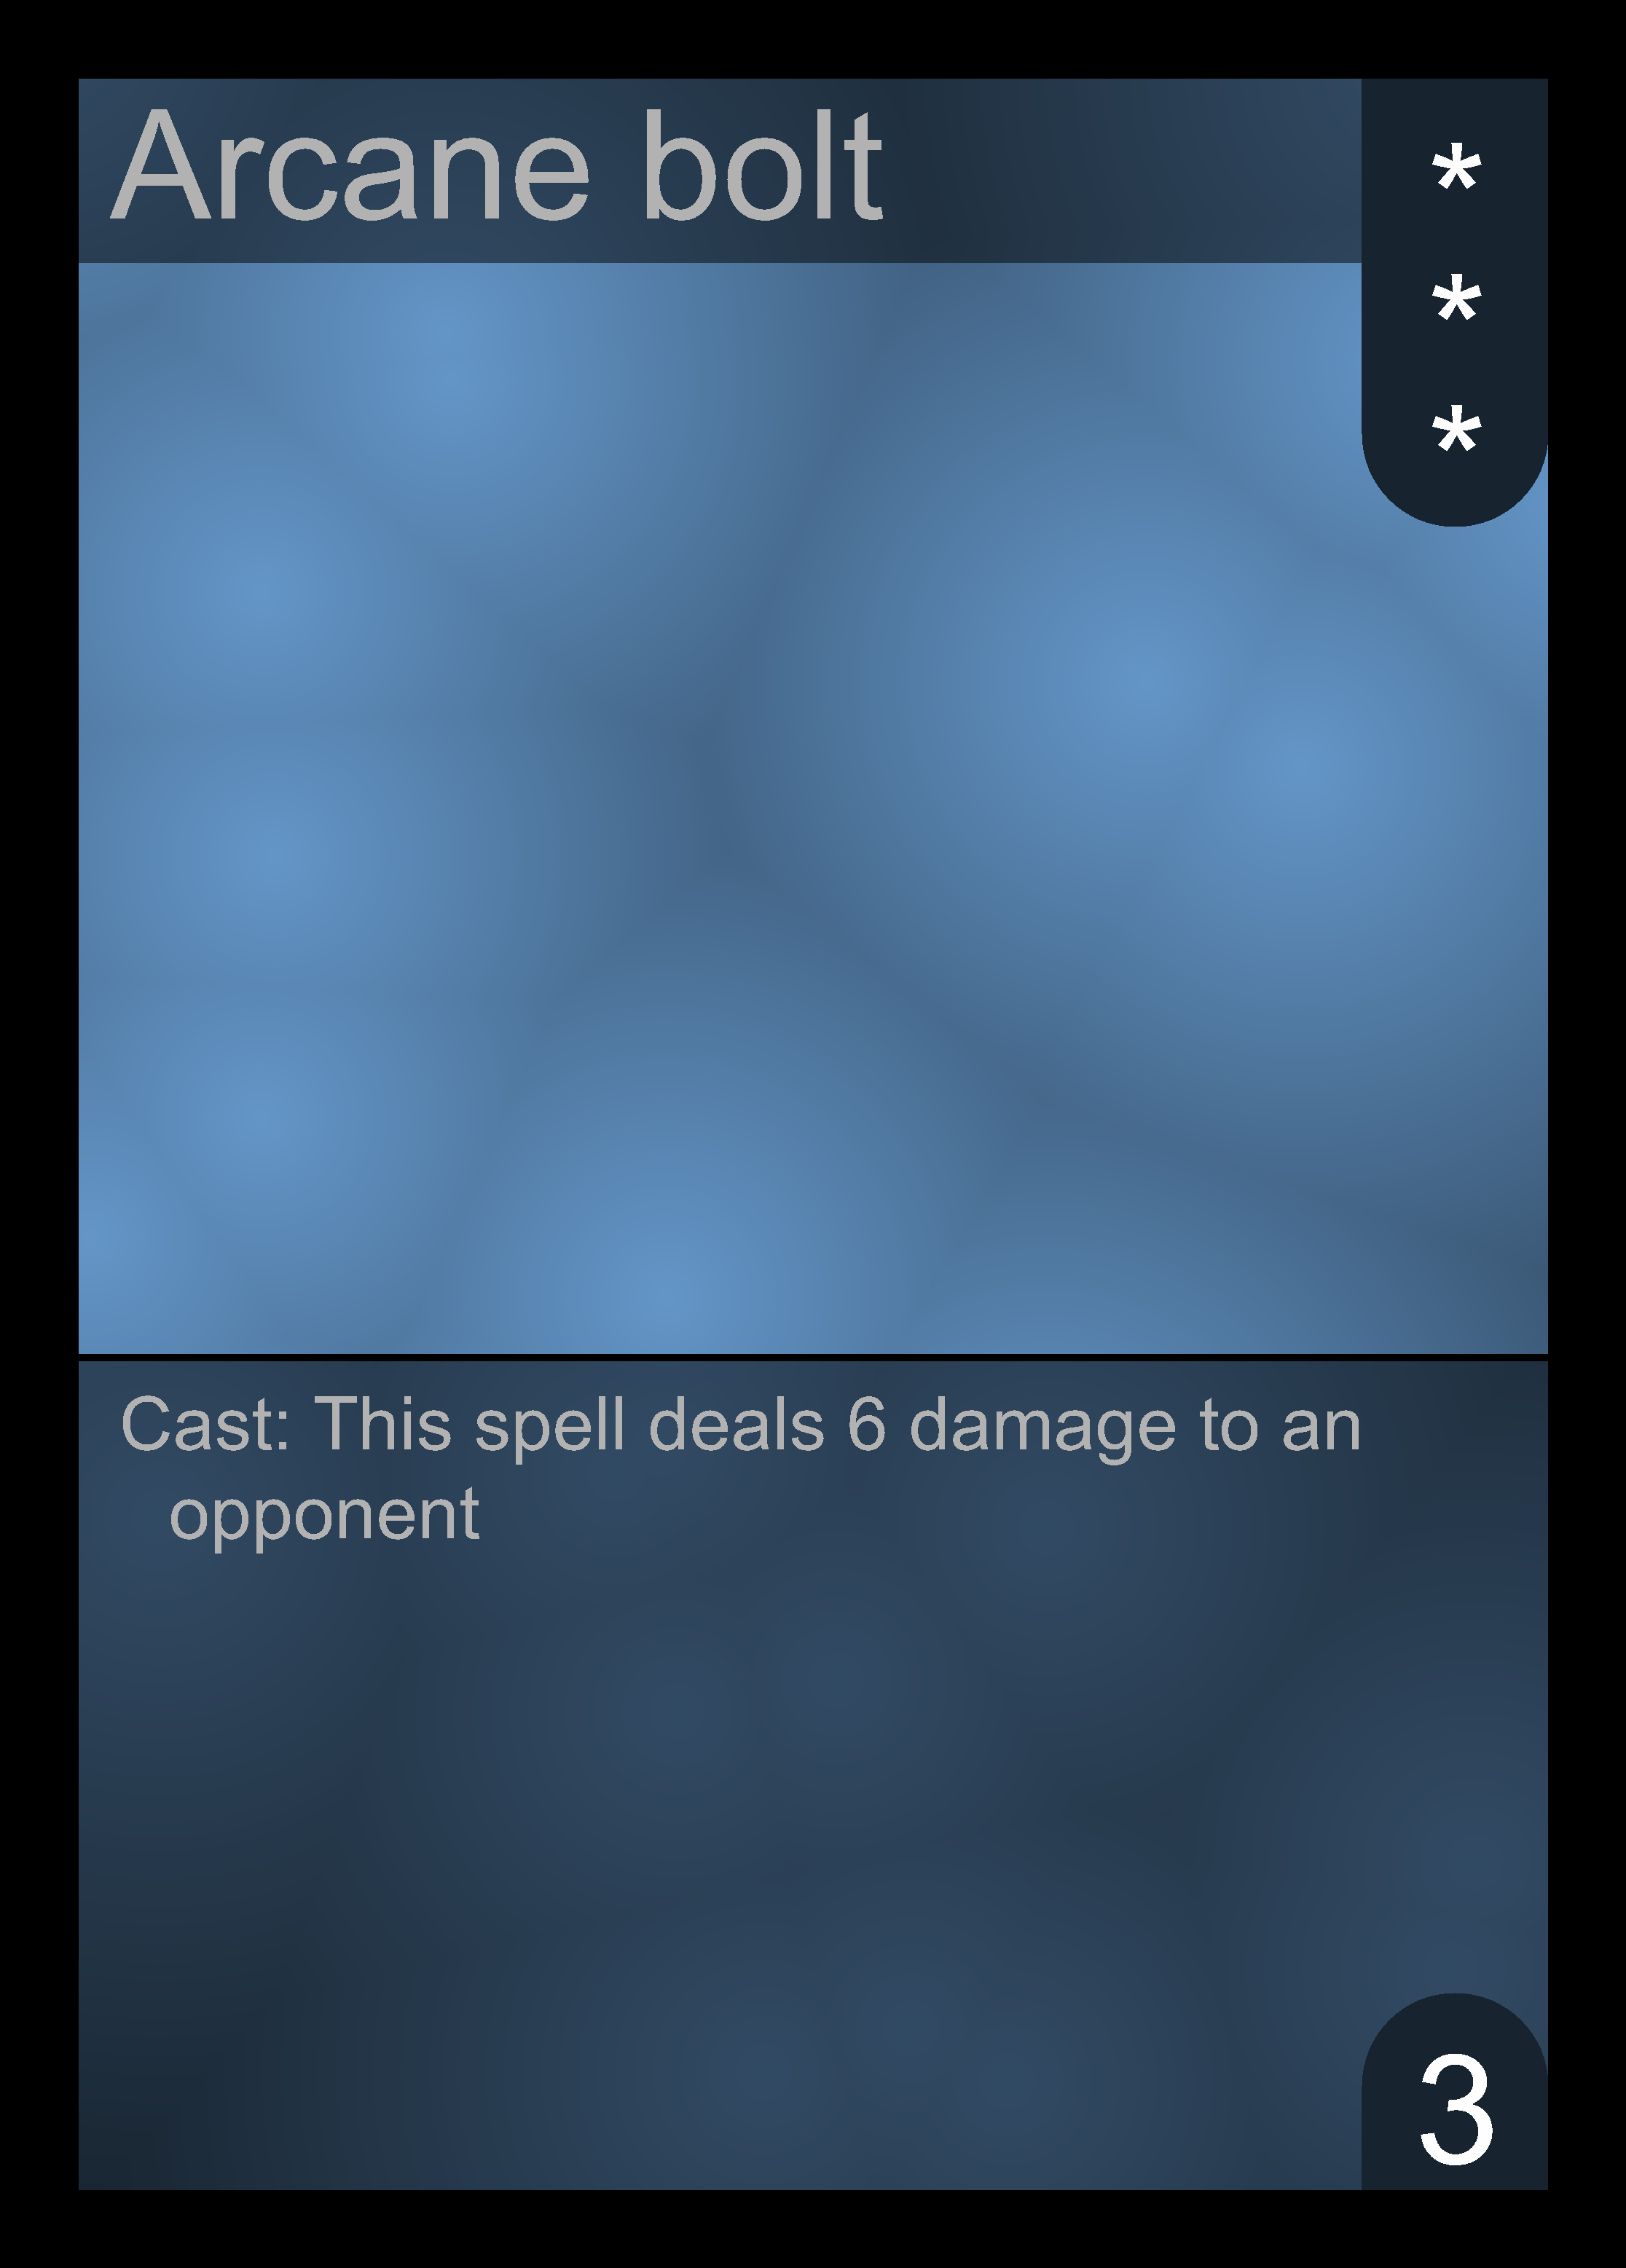 Arcane bolt
*
*
*
Cast: This spell deals 6 damage to an
opponent
3